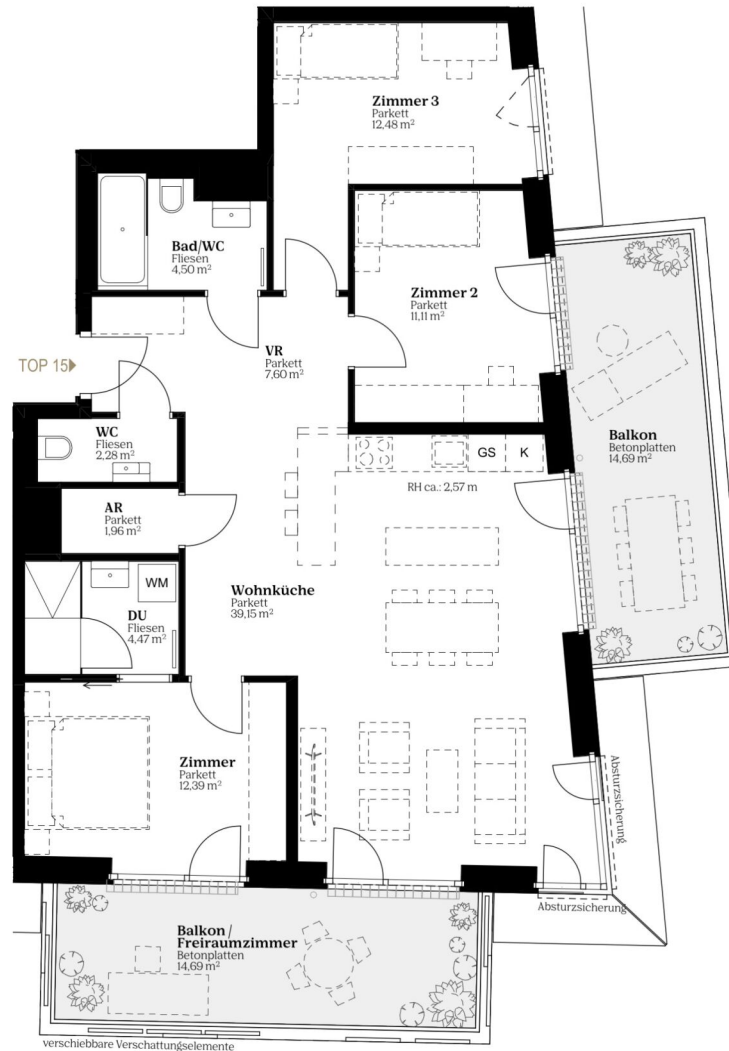 Zimmer 3
Parkett
12,48 m²
Bad/WC
Fliesen
4,50 m²
Zimmer 2
Parkett
11,11 m²
VR
Parkett
7,60 m²
TOP 15
WC
Fliesen
2,28 m²
GS
K
RH ca.: 2,57 m
Balkon
Betonplatten
14,69 m²
AR
Parkett
1,96 m²
WM
DU
Fliesen
4,47 m²
Wohnküche
Parkett
39,15 m²
Zimmer
Parkett
12,39 m²
Absturzsicherung
Absturzsicherung
Balkon /
Freiraumzimmer
Betonplatten
14,69 m²
verschiebbare Verschattungselemente